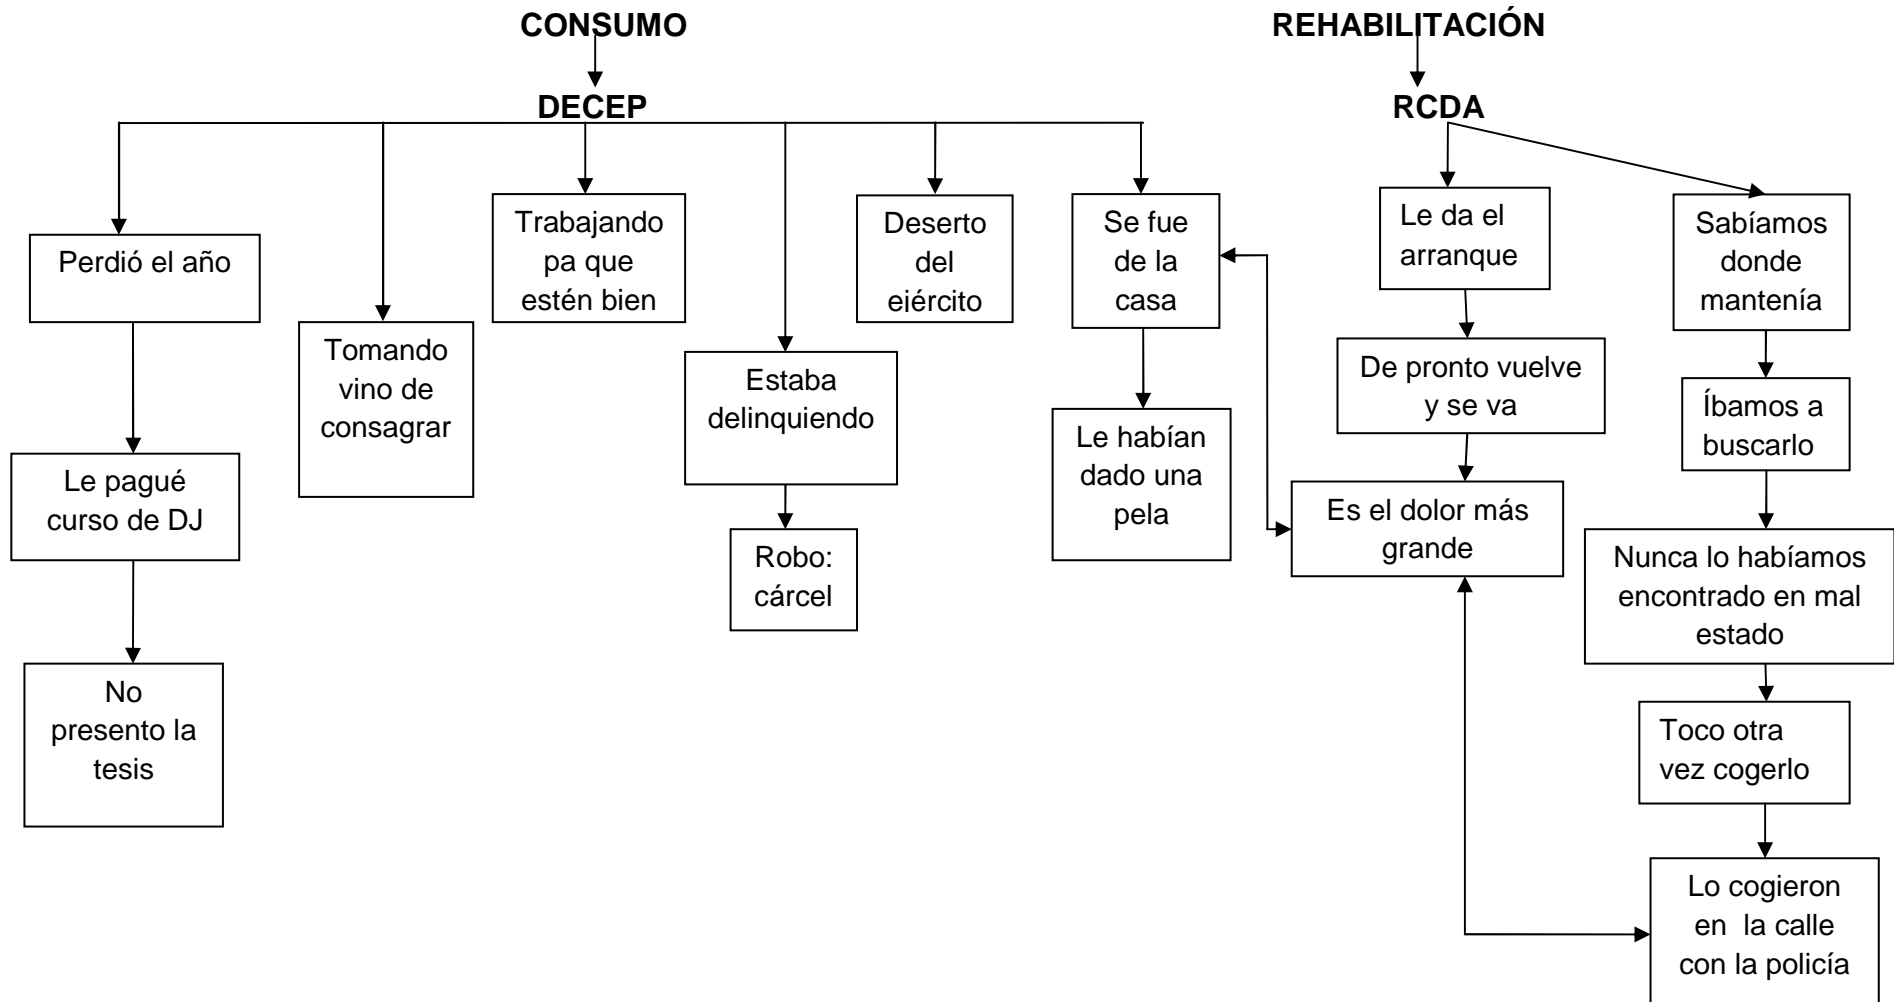 CONSUMO
REHABILITACIÓN
DECEP
RCDA
Perdió el año
Le pagué
curso de DJ
No
presento la
tesis
Tomando
vino de
consagrar
Trabajando
pa que
estén bien
Estaba
delinquiendo
Robo:
cárcel
Deserto
del
ejército
Se fue
de la
casa
Le habían
dado una
pela
Le da el
arranque
De pronto vuelve
y se va
Es el dolor más
grande
Sabíamos
donde
mantenía
Íbamos a
buscarlo
Nunca lo habíamos
encontrado en mal
estado
Toco otra
vez cogerlo
Lo cogieron
en la calle
con la policía